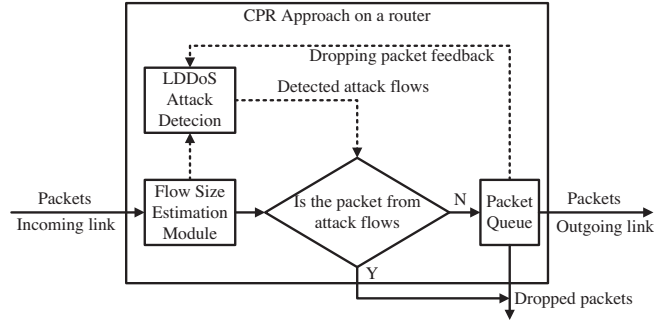 CPR Approach on a router
Dropping packet feedback
LDDoS
Attack
Detecion
Detected attack flows
Packets
Incoming link
Flow Size
Estimation
Module
Is the packet from
attack flows
N
Packet
Queue
Packets
Outgoing link
Y
Dropped packets